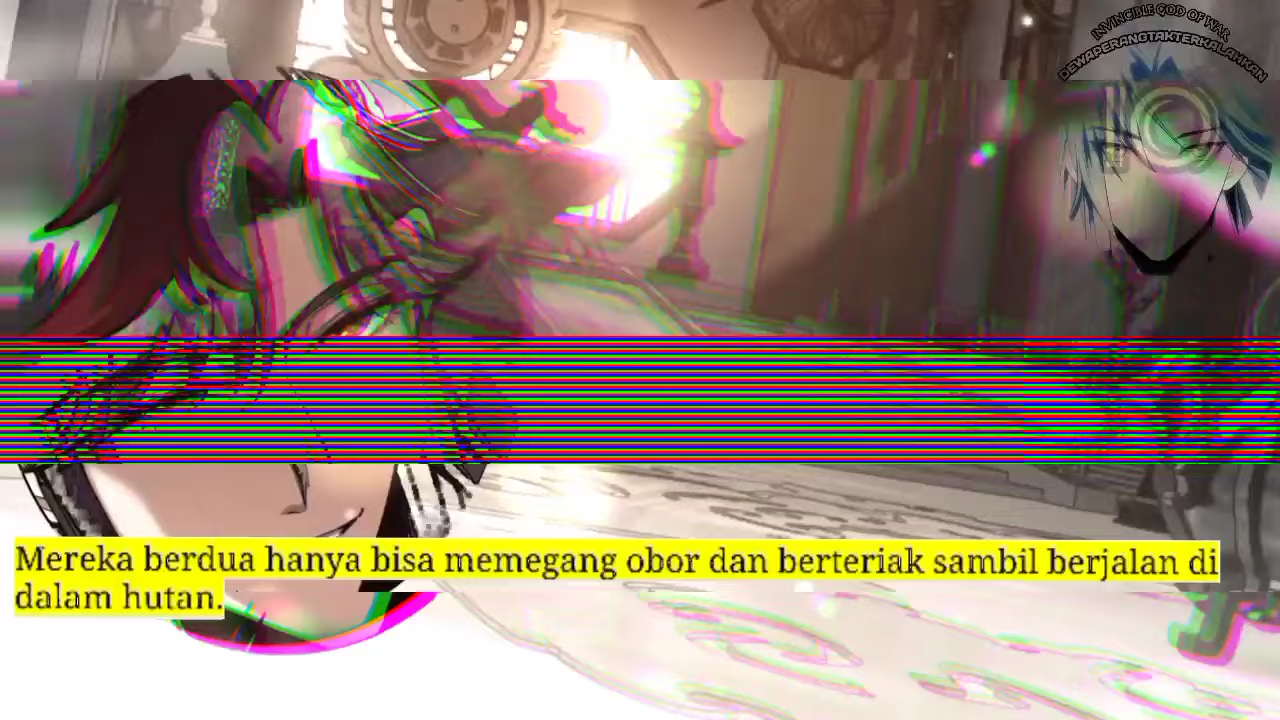 INVINCIBLE GOD OF WAR
DEWAPERANGTAKTERKALAHKAN
Mereka berdua hanya bisa memegang obor dan berteriak sambil berjalan di
dalam hutan.